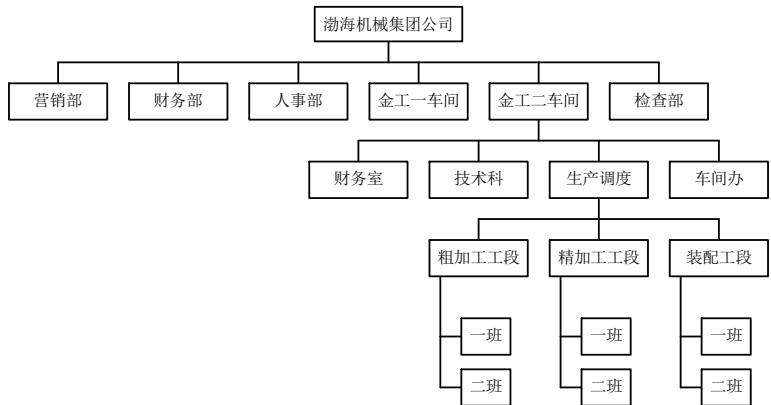 渤海机械集团公司
营销部
财务部
人事部
金工一车间
金工二车间
检查部
财务室
技术科
生产调度
车间办
粗加工工段
精加工工段
装配工段
一班
一班
一班
二班
二班
二班